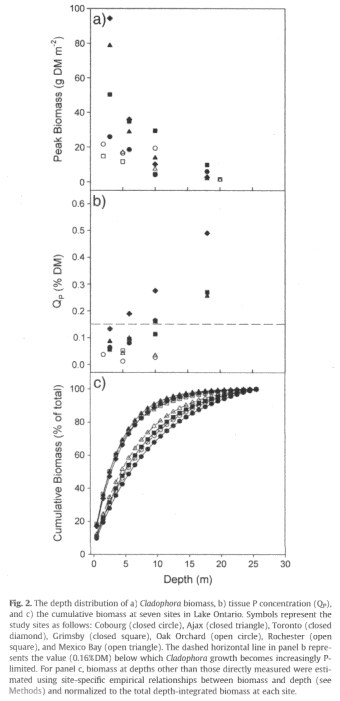 100
a)
80
60
40
20
0
Peak Biomass (g DM m⁻²)
0.6
b)
0.5
0.4
0.3
0.2
0.1
0.0
Qₚ (% DM)
100
c)
80
60
40
20
0
Cumulative Biomass (% of total)
0 5 10 15 20 25 30
Depth (m)
Fig. 2. The depth distribution of a) Cladophora biomass, b) tissue P concentration (Qₚ),
and c) the cumulative biomass at seven sites in Lake Ontario. Symbols represent the
study sites as follows: Cobourg (closed circle), Ajax (closed triangle), Toronto (closed
diamond), Grimsby (closed square), Oak Orchard (open circle), Rochester (open
square), and Mexico Bay (open triangle). The dashed horizontal line in panel b repre-
sents the value (0.16%DM) below which Cladophora growth becomes increasingly P-
limited. For panel c, biomass at depths other than those directly measured were esti-
mated using site-specific empirical relationships between biomass and depth (see
Methods) and normalized to the total depth-integrated biomass at each site.